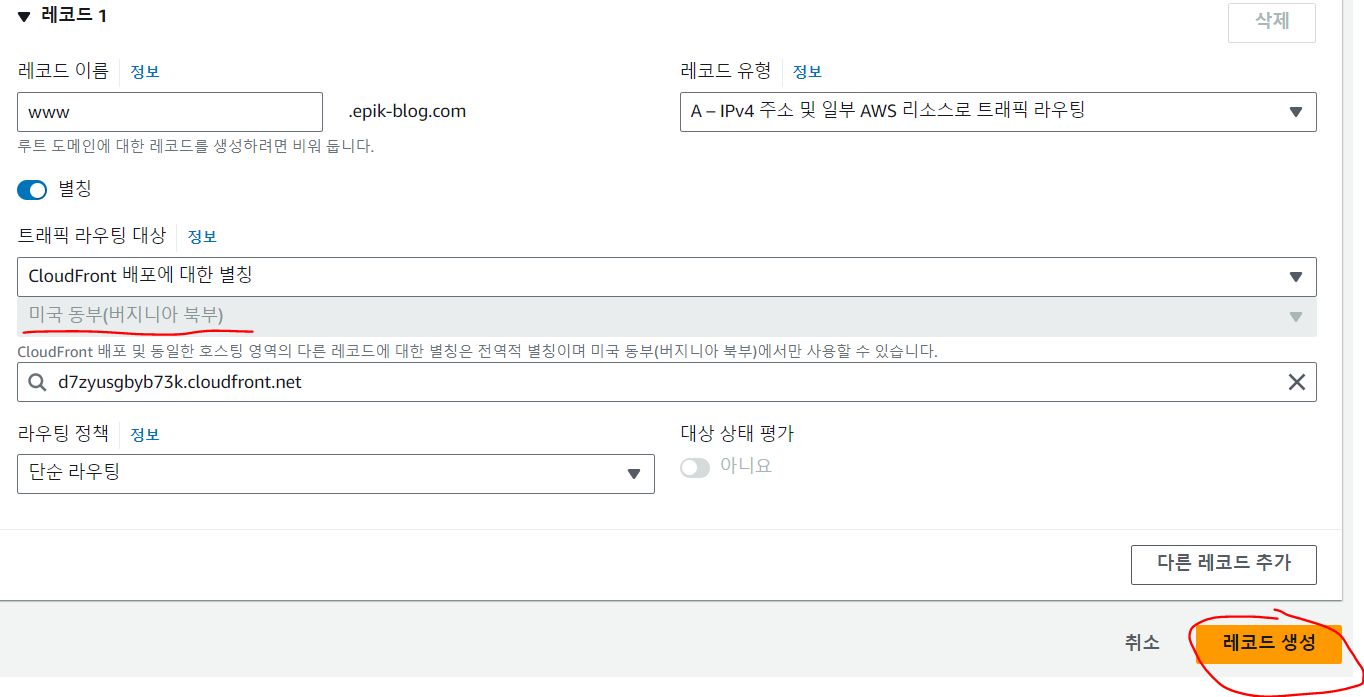 ▼ 레코드 1
삭제
레코드 이름 정보
레코드 유형 정보
www .epik-blog.com
A – IPv4 주소 및 일부 AWS 리소스로 트래픽 라우팅
루트 도메인에 대한 레코드를 생성하려면 비워 둡니다.
별칭
트래픽 라우팅 대상 정보
CloudFront 배포에 대한 별칭
미국 동부(버지니아 북부)
CloudFront 배포 및 동일한 호스팅 영역의 다른 레코드에 대한 별칭은 전역적 별칭이며 미국 동부(버지니아 북부)에서만 사용할 수 있습니다.
d7zyusgbyb73k.cloudfront.net
라우팅 정책 정보
대상 상태 평가
단순 라우팅
아니요
다른 레코드 추가
취소
레코드 생성